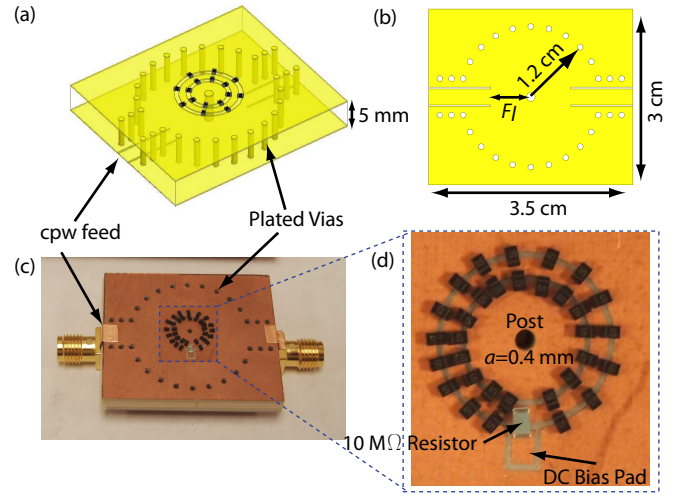 (a)
5 mm
cpw feed
Plated Vias
(b)
1.2 cm
F_l
3 cm
3.5 cm
(c)
(d)
Post
a=0.4 mm
10 MΩ Resistor
DC Bias Pad